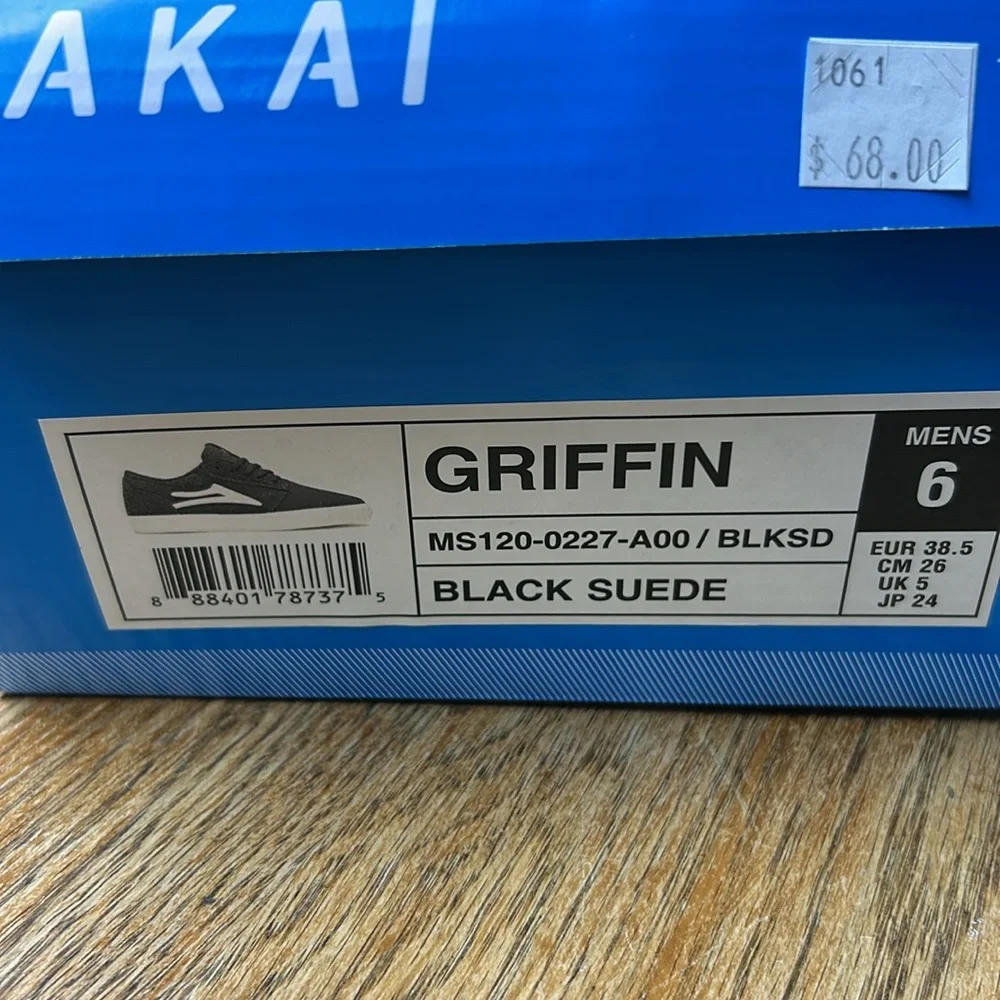 AKAI
1061
$ 68.00
GRIFFIN
MS120-0227-A00 / BLKSD
BLACK SUEDE
MENS
6
EUR 38.5
CM 26
UK 5
JP 24
8 88401 78737 5